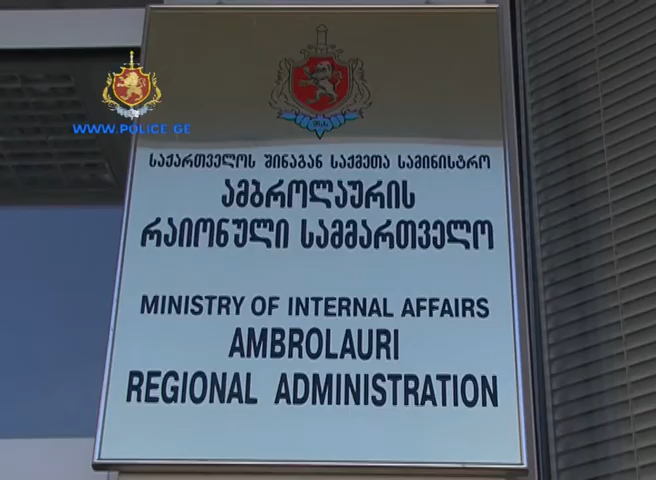 WWW.POLICE.GE
საქართველოს შინაგან საქმეთა სამინისტრო
ამბროლაურის
რაიონული სამმართველო
MINISTRY OF INTERNAL AFFAIRS
AMBROLAURI
REGIONAL ADMINISTRATION